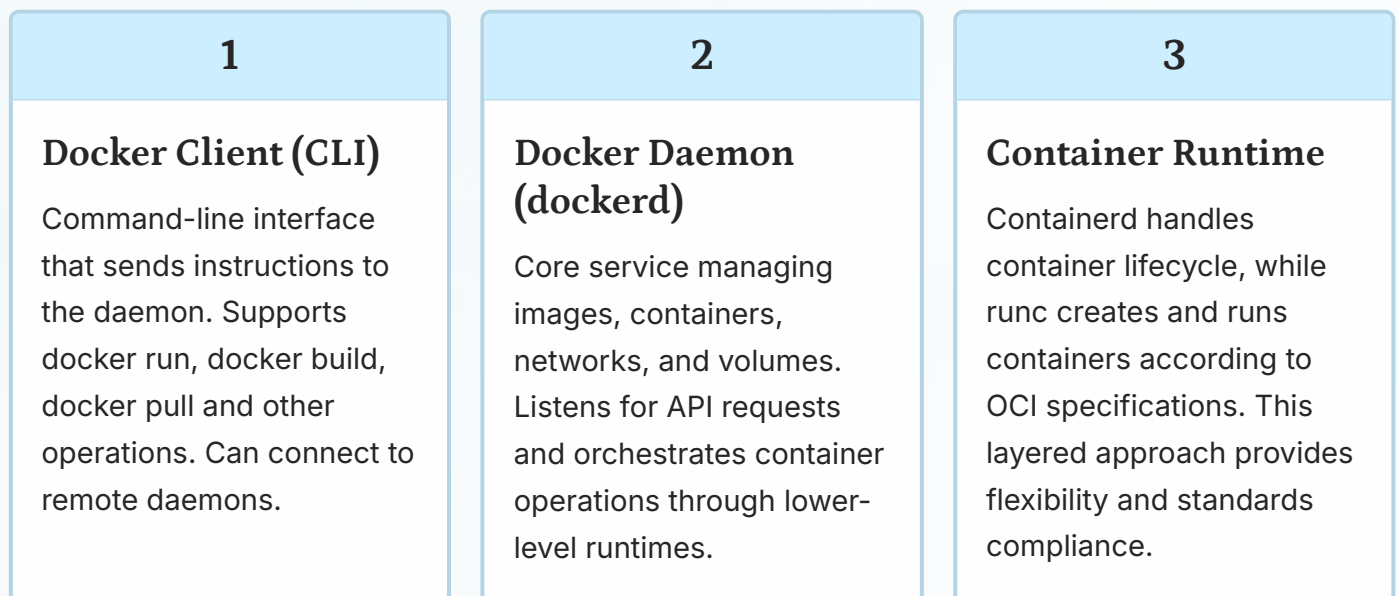 1
Docker Client (CLI)
Command-line interface
that sends instructions to
the daemon. Supports
docker run, docker build,
docker pull and other
operations. Can connect to
remote daemons.
2
Docker Daemon
(dockerd)
Core service managing
images, containers,
networks, and volumes.
Listens for API requests
and orchestrates container
operations through lower-
level runtimes.
3
Container Runtime
Containerd handles
container lifecycle, while
runc creates and runs
containers according to
OCI specifications. This
layered approach provides
flexibility and standards
compliance.